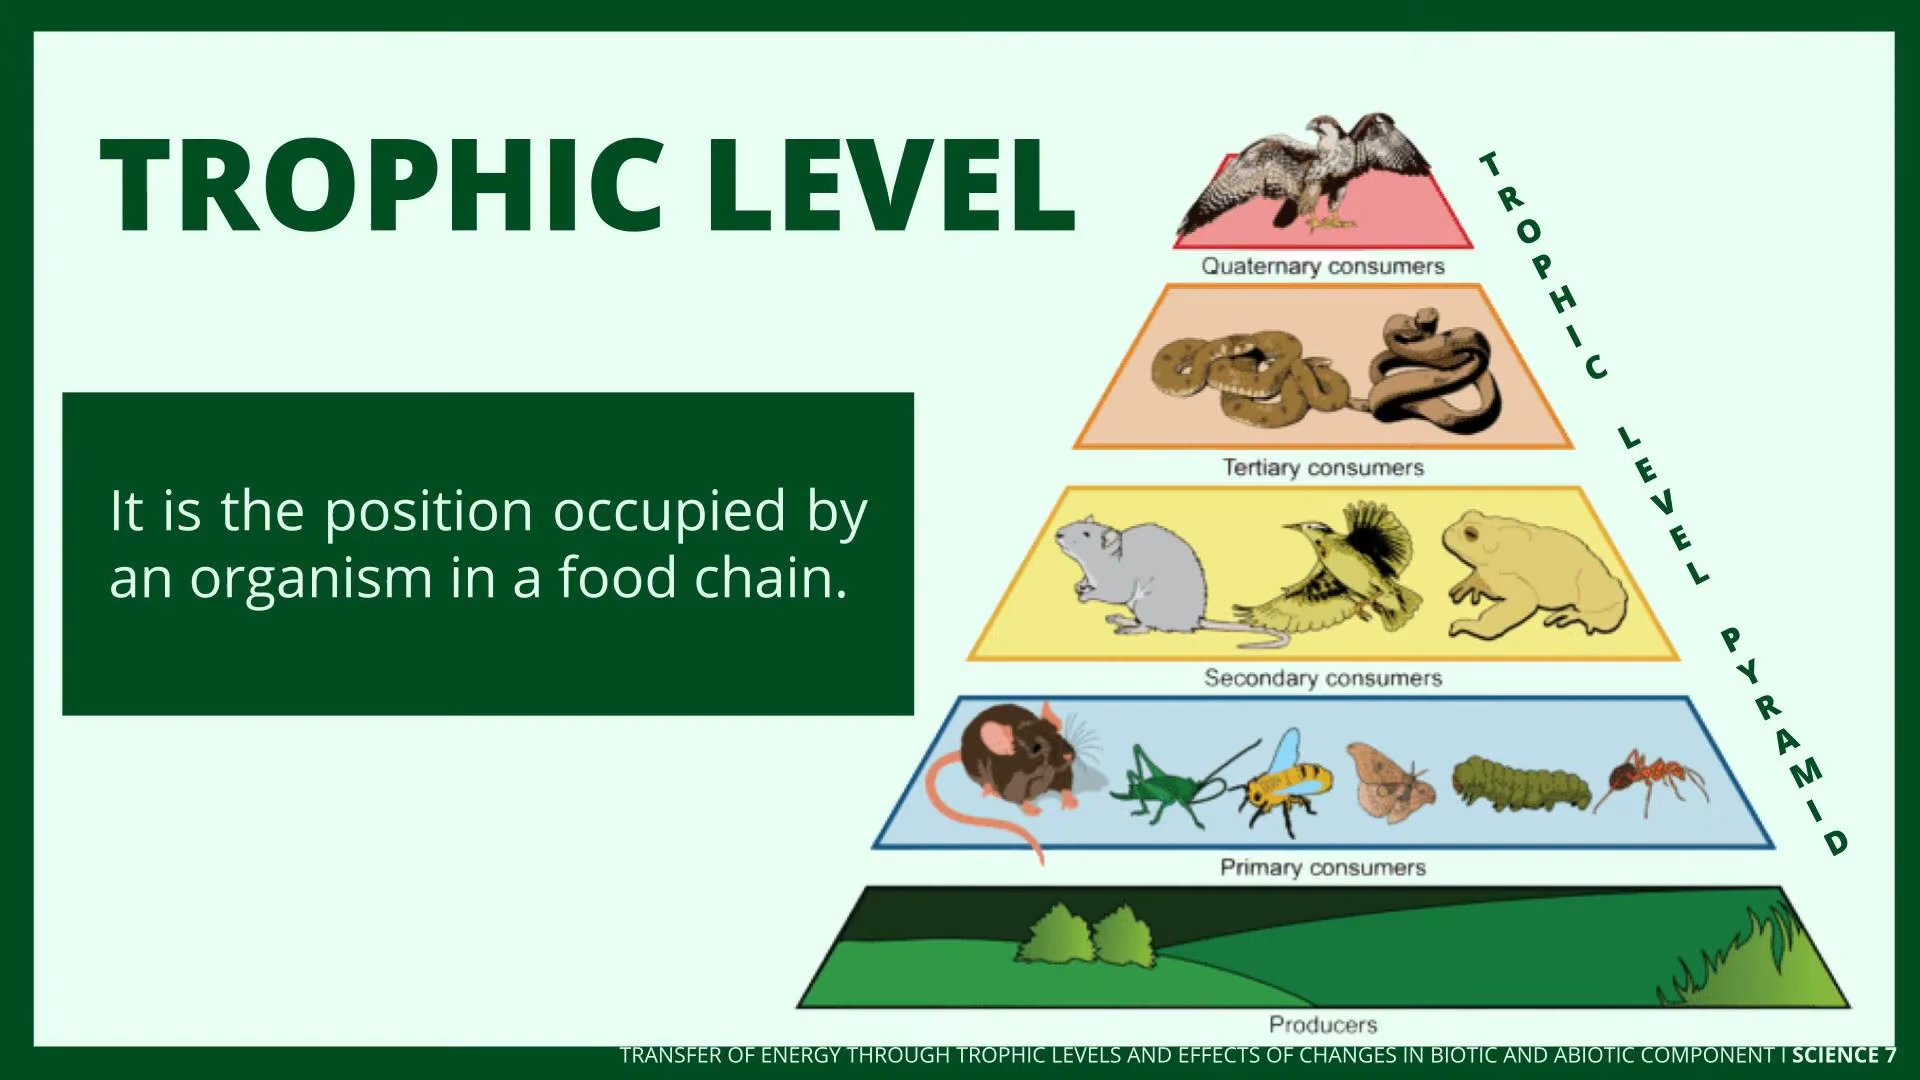 TROPHIC LEVEL
It is the position occupied by
an organism in a food chain.
Quaternary consumers
Tertiary consumers
Secondary consumers
Primary consumers
Producers
TROPHIC LEVEL PYRAMID
TRANSFER OF ENERGY THROUGH TROPHIC LEVELS AND EFFECTS OF CHANGES IN BIOTIC AND ABIOTIC COMPONENT | SCIENCE 7